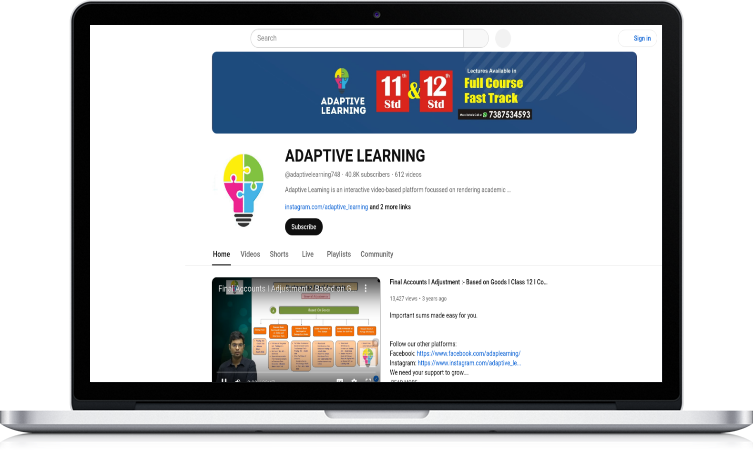 Search
Sign in
ADAPTIVE
LEARNING
11th
Std
&
12th
Std
Lectures Available in
Full Course
Fast Track
7387534593
ADAPTIVE LEARNING
@adaptivelearning748 · 40.8K subscribers · 612 videos
Adaptive Learning is an interactive video-based platform focussed on rendering academic ...
instagram.com/adaptive_learning and 2 more links
Subscribe
Home Videos Shorts Live Playlists Community
Final Accounts I Adjustment :- Based on G...
Final Accounts I Adjustment :- Based on Goods I Class 12 I Co...
13,427 views • 3 years ago
Important sums made easy for you.
Follow our other platforms:
Facebook: https://www.facebook.com/adaplearning/
Instagram: https://www.instagram.com/adaptive_le...
We need your support to grow....
READ MORE